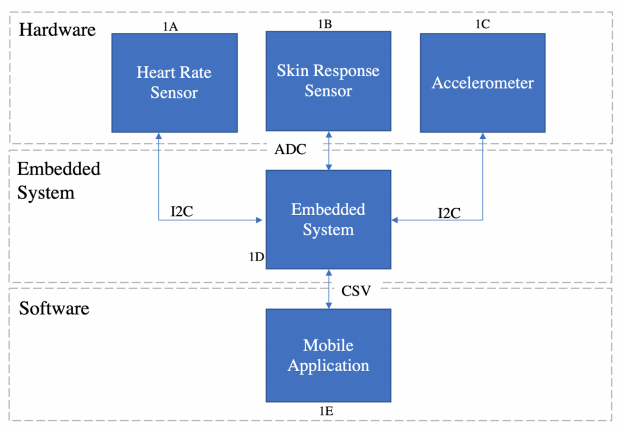 Hardware
1A
1B
1C
Heart Rate
Sensor
Skin Response
Sensor
Accelerometer
ADC
Embedded
System
I2C
Embedded
System
I2C
1D
CSV
Software
Mobile
Application
1E